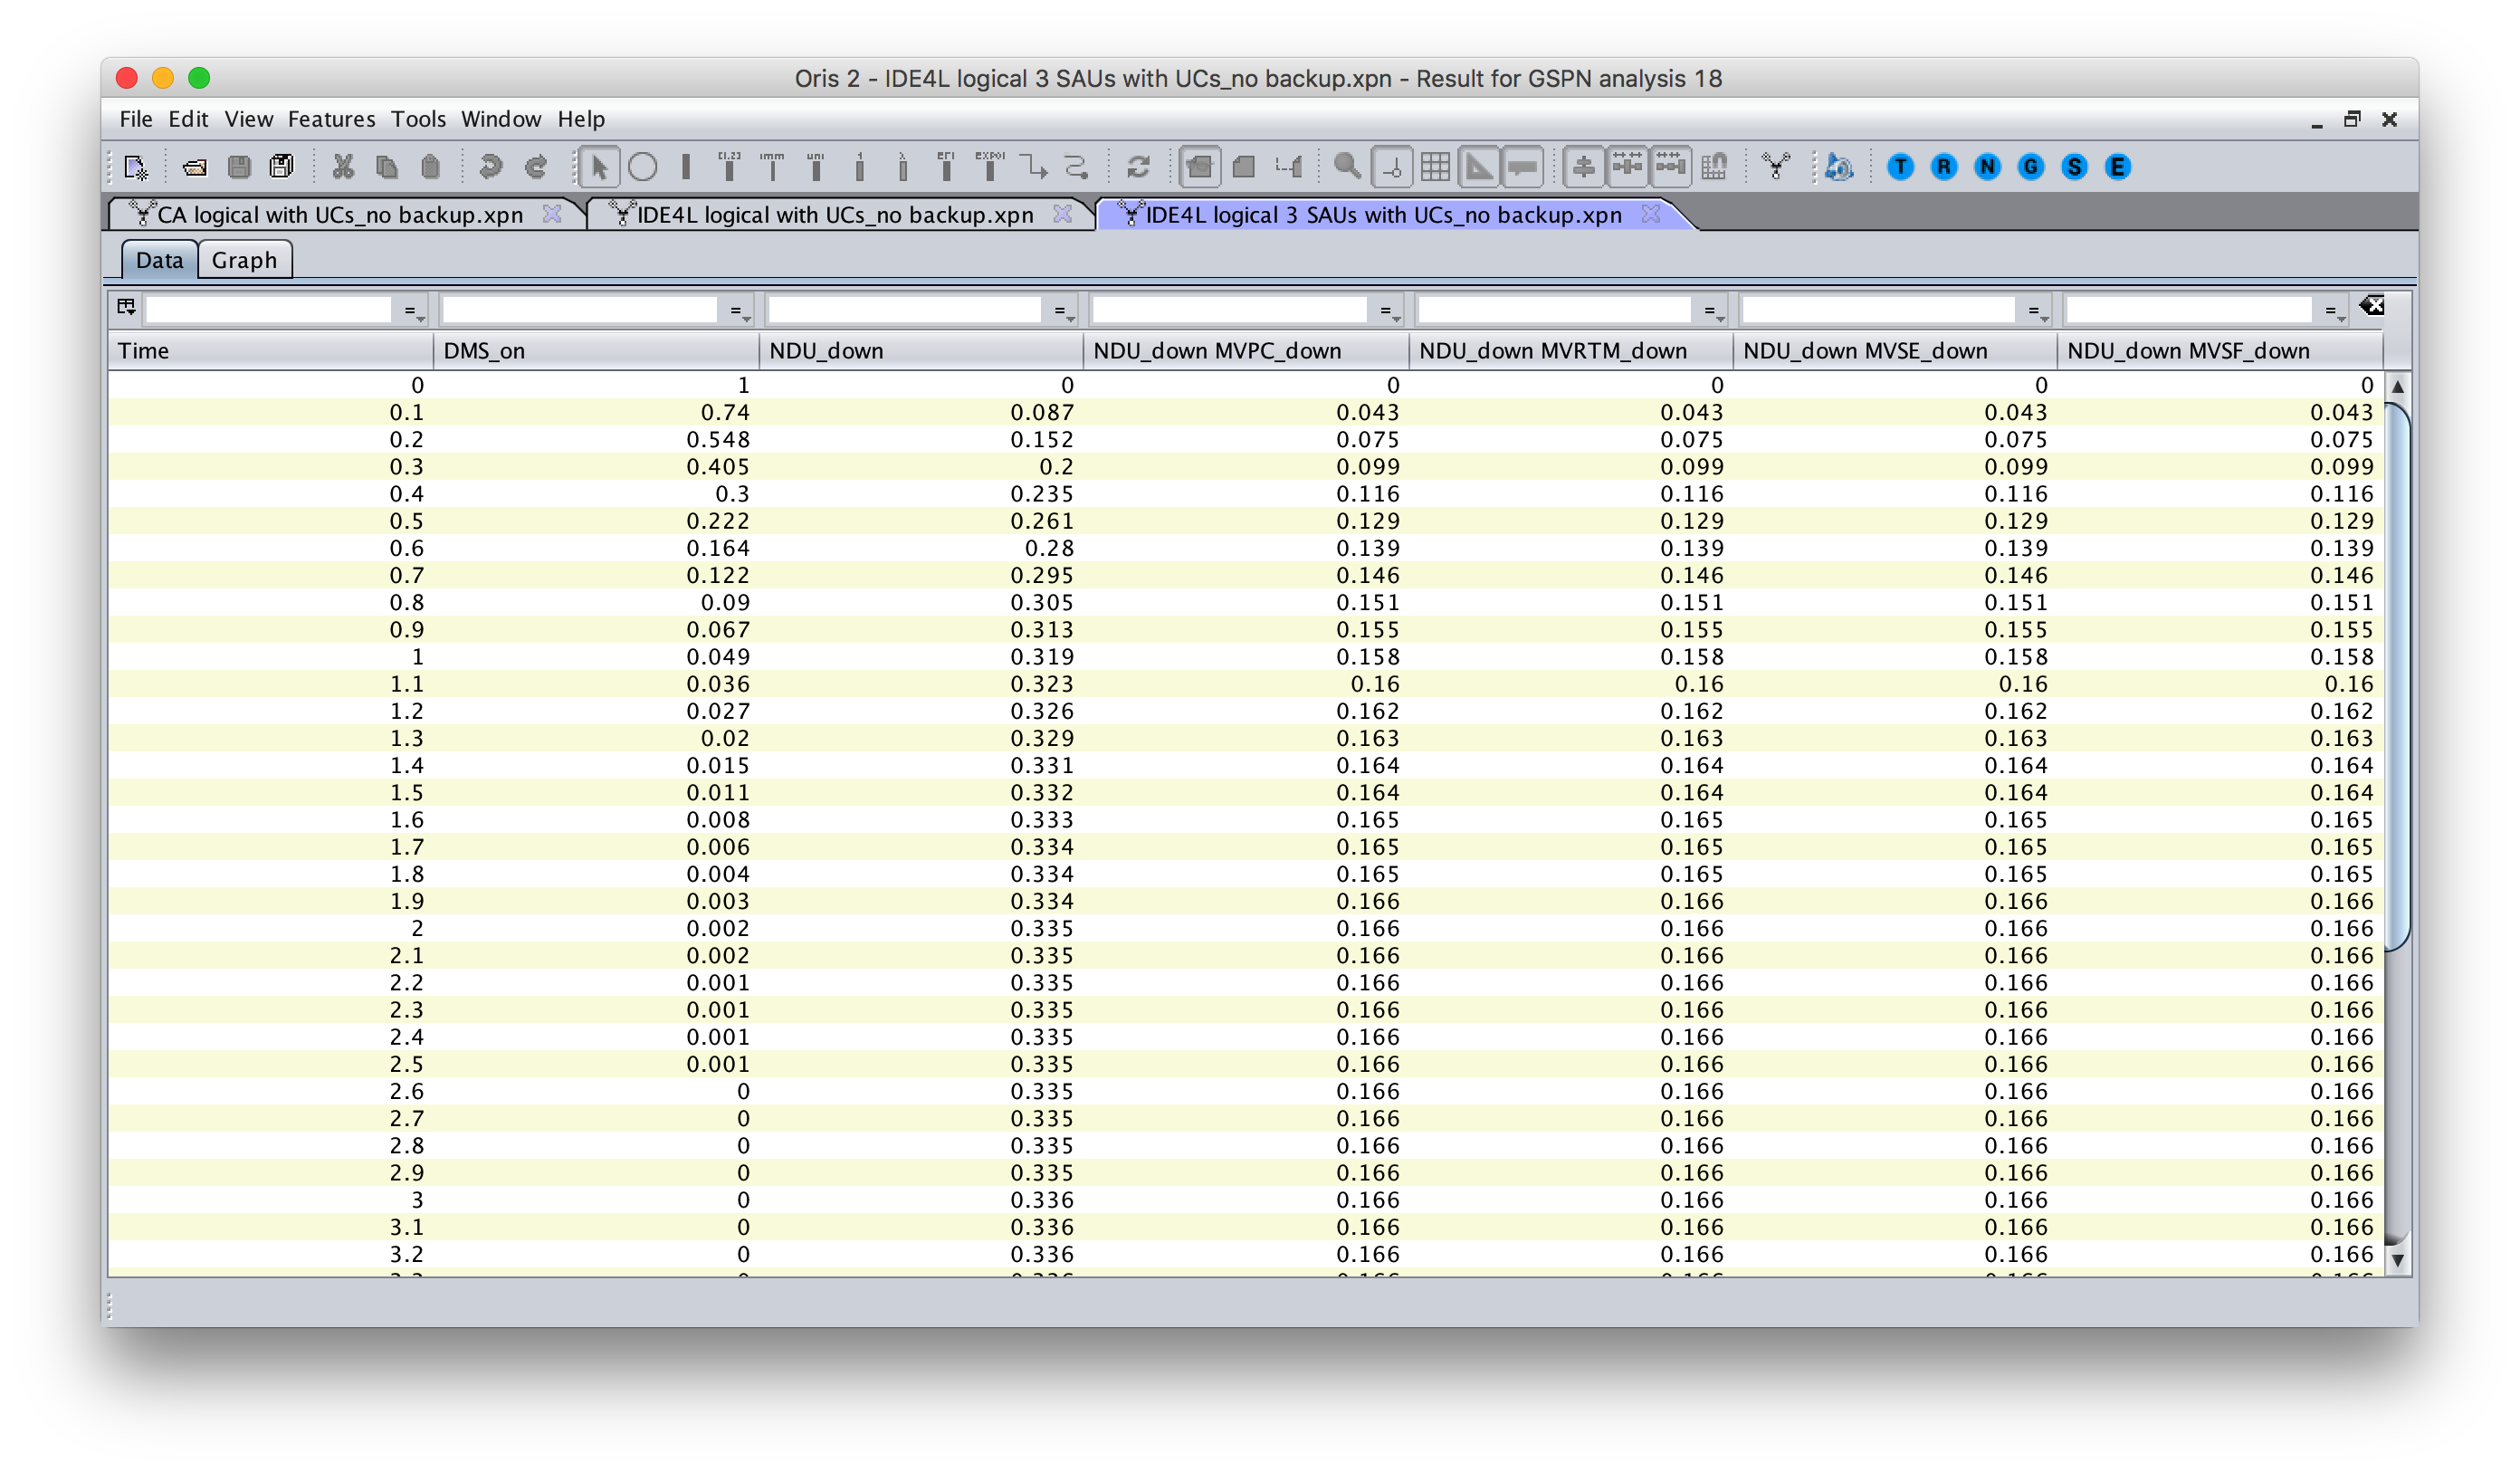 Oris 2 - IDE4L logical 3 SAUs with UCs_no backup.xpn - Result for GSPN analysis 18
File Edit View Features Tools Window Help
T R N G S E
CA logical with UCs_no backup.xpn IDE4L logical with UCs_no backup.xpn IDE4L logical 3 SAUs with UCs_no backup.xpn
Data Graph
= = = = = = =
Time DMS_on NDU_down NDU_down MVPC_down NDU_down MVRTM_down NDU_down MVSE_down NDU_down MVSF_down
0 1 0 0 0 0 0
0.1 0.74 0.087 0.043 0.043 0.043 0.043
0.2 0.548 0.152 0.075 0.075 0.075 0.075
0.3 0.405 0.2 0.099 0.099 0.099 0.099
0.4 0.3 0.235 0.116 0.116 0.116 0.116
0.5 0.222 0.261 0.129 0.129 0.129 0.129
0.6 0.164 0.28 0.139 0.139 0.139 0.139
0.7 0.122 0.295 0.146 0.146 0.146 0.146
0.8 0.09 0.305 0.151 0.151 0.151 0.151
0.9 0.067 0.313 0.155 0.155 0.155 0.155
1 0.049 0.319 0.158 0.158 0.158 0.158
1.1 0.036 0.323 0.16 0.16 0.16 0.16
1.2 0.027 0.326 0.162 0.162 0.162 0.162
1.3 0.02 0.329 0.163 0.163 0.163 0.163
1.4 0.015 0.331 0.164 0.164 0.164 0.164
1.5 0.011 0.332 0.164 0.164 0.164 0.164
1.6 0.008 0.333 0.165 0.165 0.165 0.165
1.7 0.006 0.334 0.165 0.165 0.165 0.165
1.8 0.004 0.334 0.165 0.165 0.165 0.165
1.9 0.003 0.334 0.166 0.166 0.166 0.166
2 0.002 0.335 0.166 0.166 0.166 0.166
2.1 0.002 0.335 0.166 0.166 0.166 0.166
2.2 0.001 0.335 0.166 0.166 0.166 0.166
2.3 0.001 0.335 0.166 0.166 0.166 0.166
2.4 0.001 0.335 0.166 0.166 0.166 0.166
2.5 0.001 0.335 0.166 0.166 0.166 0.166
2.6 0 0.335 0.166 0.166 0.166 0.166
2.7 0 0.335 0.166 0.166 0.166 0.166
2.8 0 0.335 0.166 0.166 0.166 0.166
2.9 0 0.335 0.166 0.166 0.166 0.166
3 0 0.336 0.166 0.166 0.166 0.166
3.1 0 0.336 0.166 0.166 0.166 0.166
3.2 0 0.336 0.166 0.166 0.166 0.166